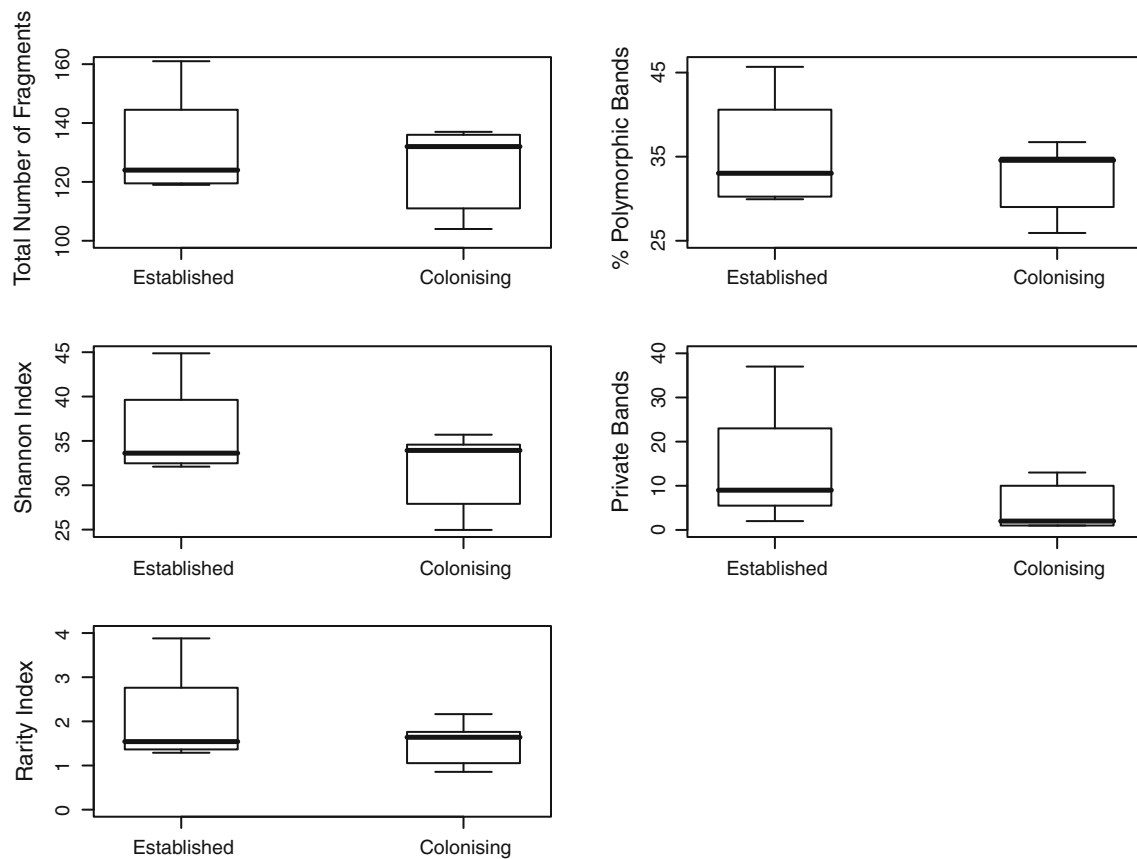 Total Number of Fragments
160
140
120
100
Established
Colonising
% Polymorphic Bands
45
35
25
Established
Colonising
Shannon Index
45
40
35
30
25
Established
Colonising
Private Bands
40
30
20
10
0
Established
Colonising
Rarity Index
4
3
2
1
0
Established
Colonising